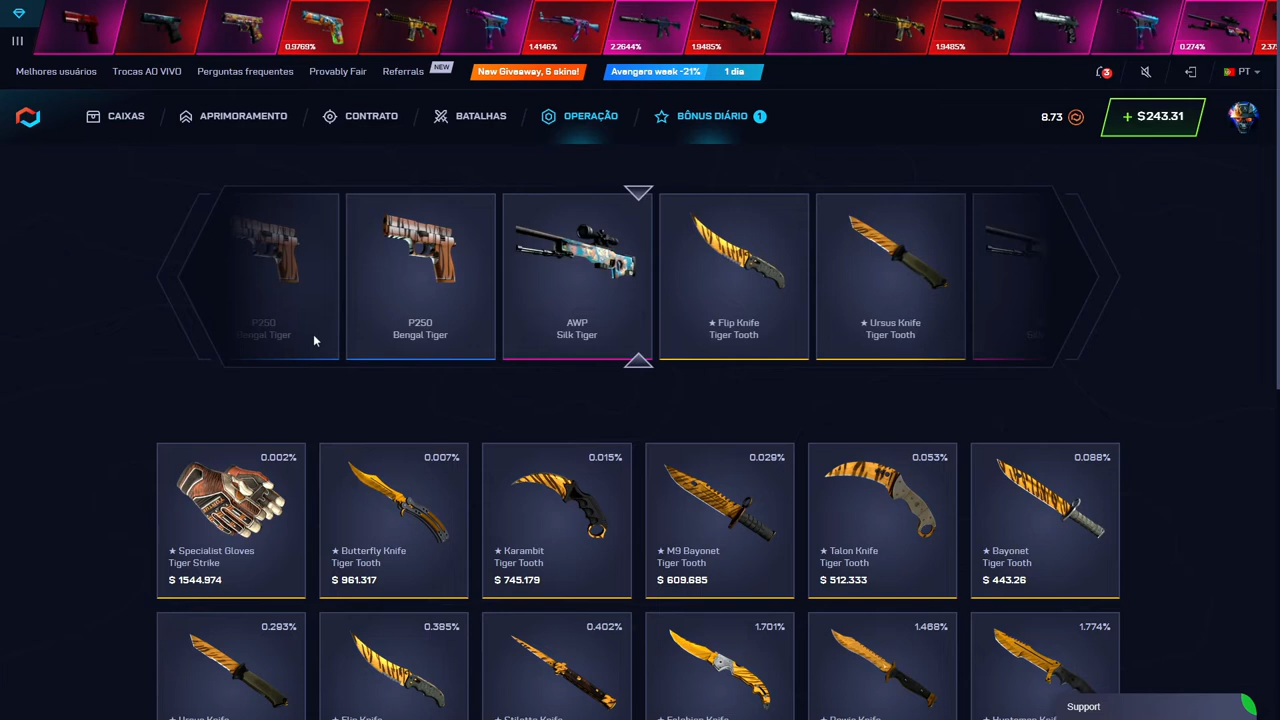 0.9769%
1.4146%
2.2644%
1.9485%
1.9485%
0.274%
Melhores usuários
Trocas AO VIVO
Perguntas frequentes
Provably Fair
Referrals
NEW
New Giveaway, 6 skins!
Avengers week -21%
1 dia
3
PT
CAIXAS
APRIMORAMENTO
CONTRATO
BATALHAS
OPERAÇÃO
BÔNUS DIÁRIO
1
8.73
+ $243.31
P250
Bengal Tiger
P250
Bengal Tiger
AWP
Silk Tiger
★ Flip Knife
Tiger Tooth
★ Ursus Knife
Tiger Tooth
0.002%
★ Specialist Gloves
Tiger Strike
$ 1544.974
0.007%
★ Butterfly Knife
Tiger Tooth
$ 961.317
0.015%
★ Karambit
Tiger Tooth
$ 745.179
0.029%
★ M9 Bayonet
Tiger Tooth
$ 609.685
0.053%
★ Talon Knife
Tiger Tooth
$ 512.333
0.088%
★ Bayonet
Tiger Tooth
$ 443.26
0.293%
0.385%
0.402%
1.701%
1.468%
1.774%
Support